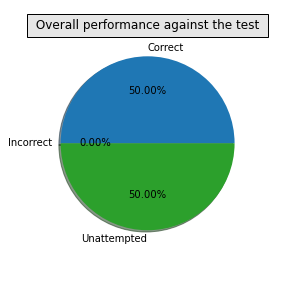 Overall performance against the test
Correct
50.00%
Incorrect
0.00%
50.00%
Unattempted